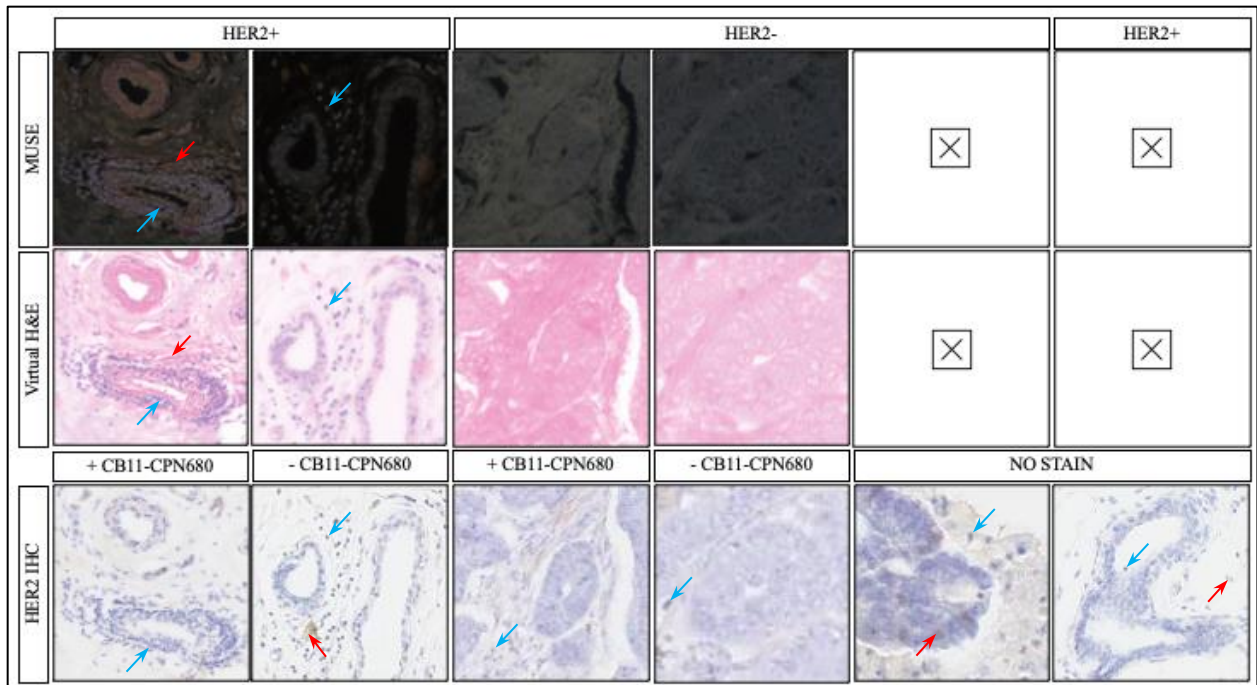 HER2+ HER2- HER2+
MUSE
Virtual H&E
+ CB11-CPN680 - CB11-CPN680 + CB11-CPN680 - CB11-CPN680 NO STAIN
HER2 IHC